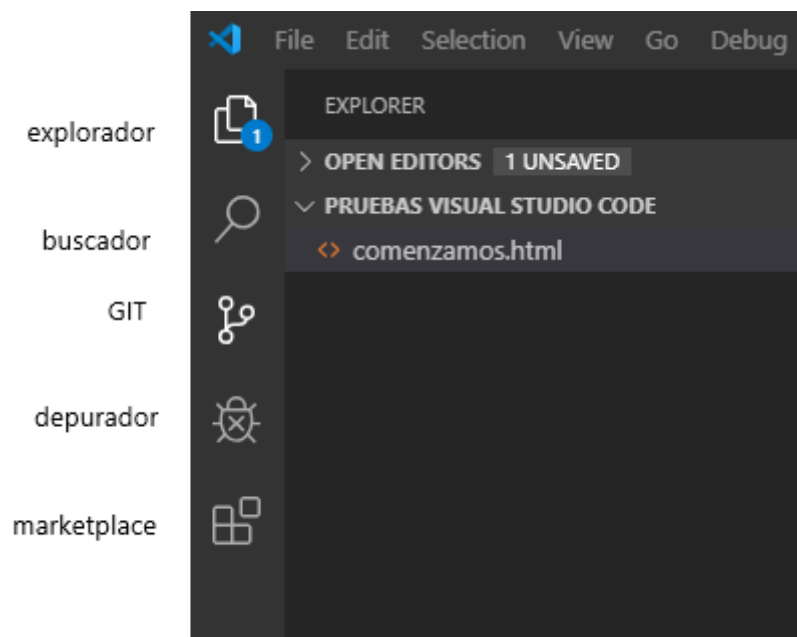 File Edit Selection View Go Debug
explorador
buscador
GIT
depurador
marketplace
1
EXPLORER
OPEN EDITORS 1 UNSAVED
PRUEBAS VISUAL STUDIO CODE
<> comenzamos.html